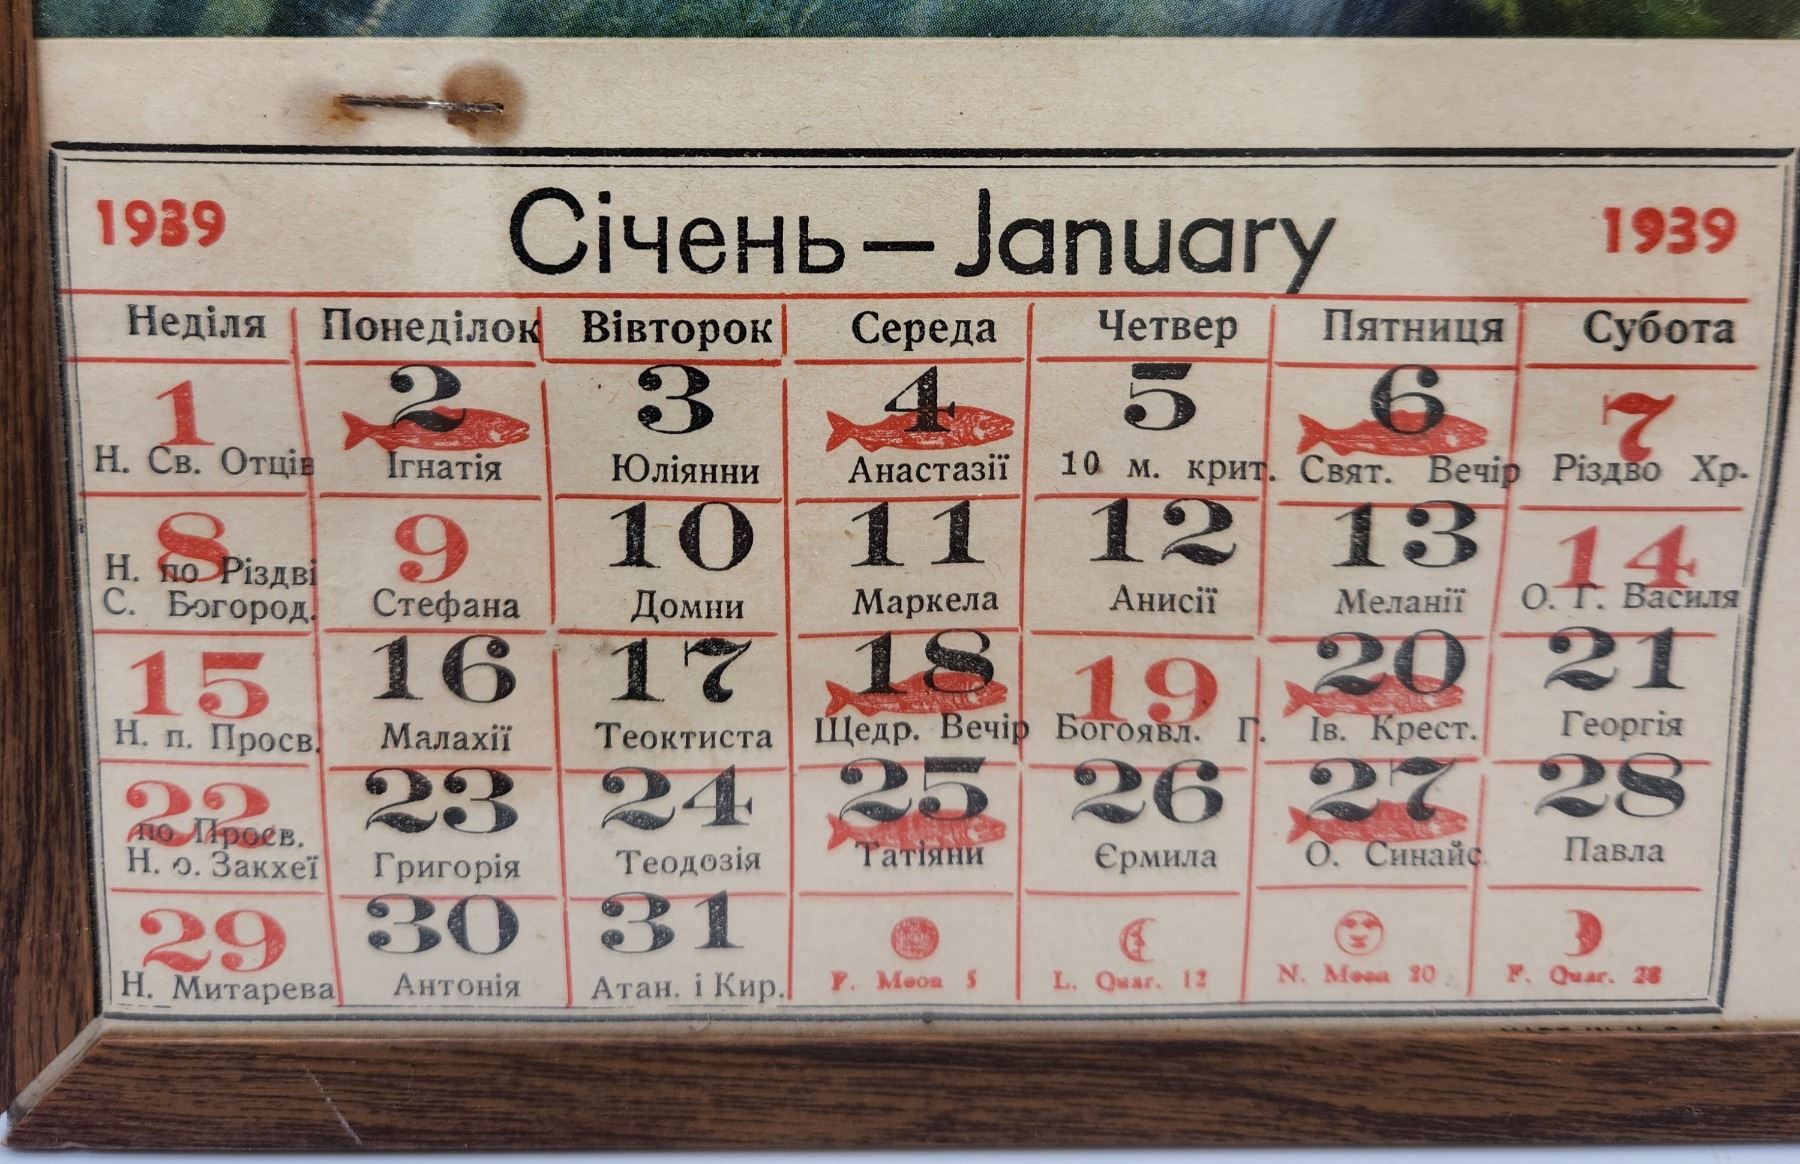 1939 Січень — January 1939
Неділя Понеділок Вівторок Середа Четвер Пятниця Субота
1 2 3 4 5 6 7
Н. Св. Отців Ігнатія Юліянни Анастазії 10 м. крит. Свят. Вечір Різдво Хр.
8 9 10 11 12 13 14
Н. по Різдві
С. Богород. Стефана Домни Маркела Анисії Меланії О. Г. Василя
15 16 17 18 19 20 21
Н. п. Просв. Малахії Теоктиста Щедр. Вечір Богоявл. Г. Ів. Крест. Георгія
22 23 24 25 26 27 28
по Просв.
Н. о. Закхеї Григорія Теодозія Татіяни Єрмила О. Синайс. Павла
29 30 31
Н. Митарева Антонія Атан. і Кир. F. Moon 5 L. Quar. 12 N. Moon 20 F. Quar. 28